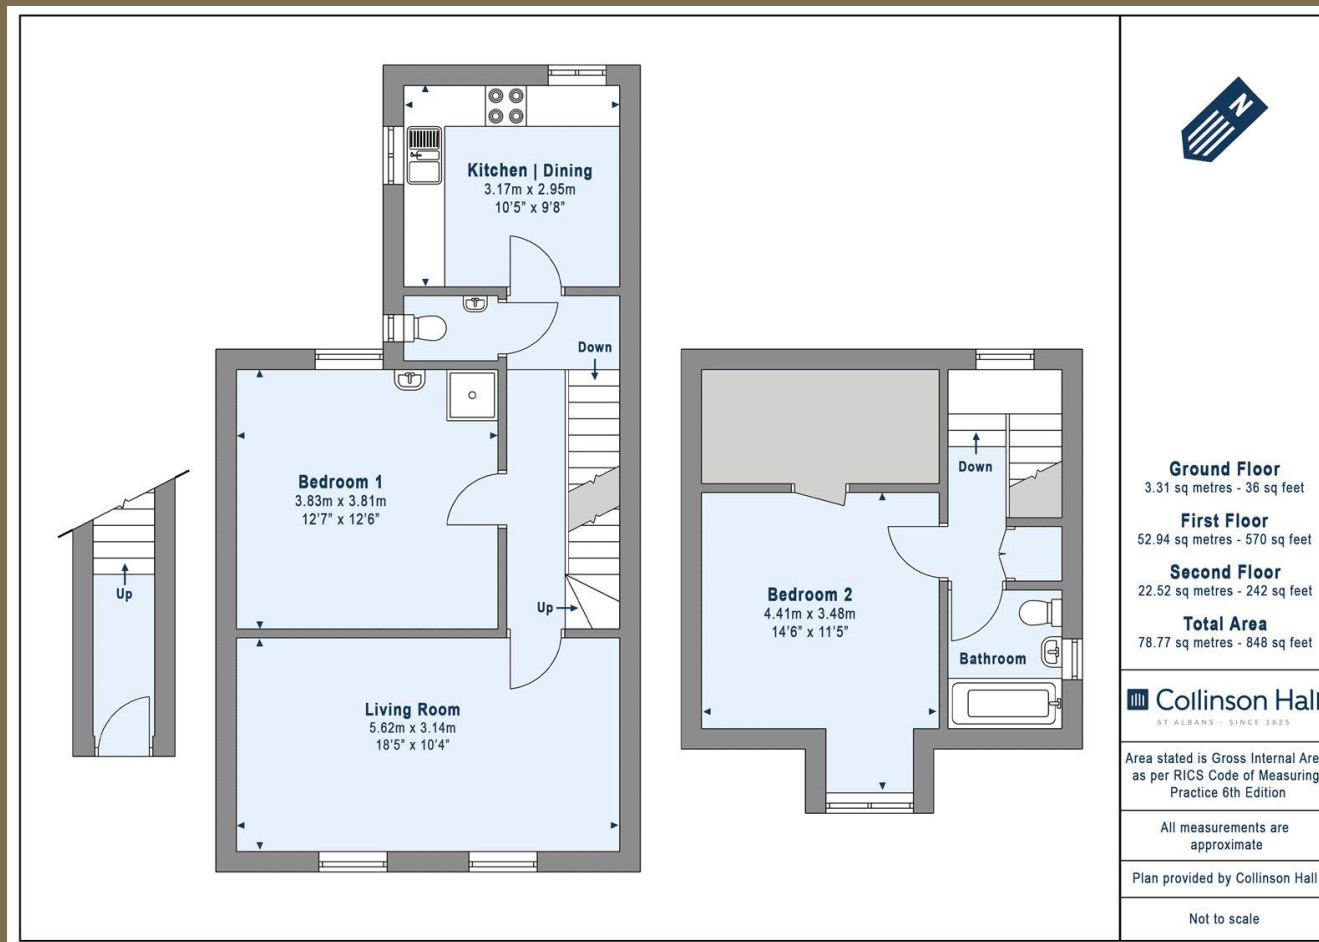 Kitchen | Dining
3.17m x 2.95m
10'5” x 9'8”
Down
Bedroom 1
3.83m x 3.81m
12'7” x 12'6”
Up
Up
Living Room
5.62m x 3.14m
18'5” x 10'4”
Down
Bedroom 2
4.41m x 3.48m
14'6” x 11'5”
Bathroom
N
Ground Floor
3.31 sq metres - 36 sq feet
First Floor
52.94 sq metres - 570 sq feet
Second Floor
22.52 sq metres - 242 sq feet
Total Area
78.77 sq metres - 848 sq feet
Collinson Hall
ST ALBANS - SINCE 1825
Area stated is Gross Internal Are
as per RICS Code of Measuring
Practice 6th Edition
All measurements are
approximate
Plan provided by Collinson Hall
Not to scale